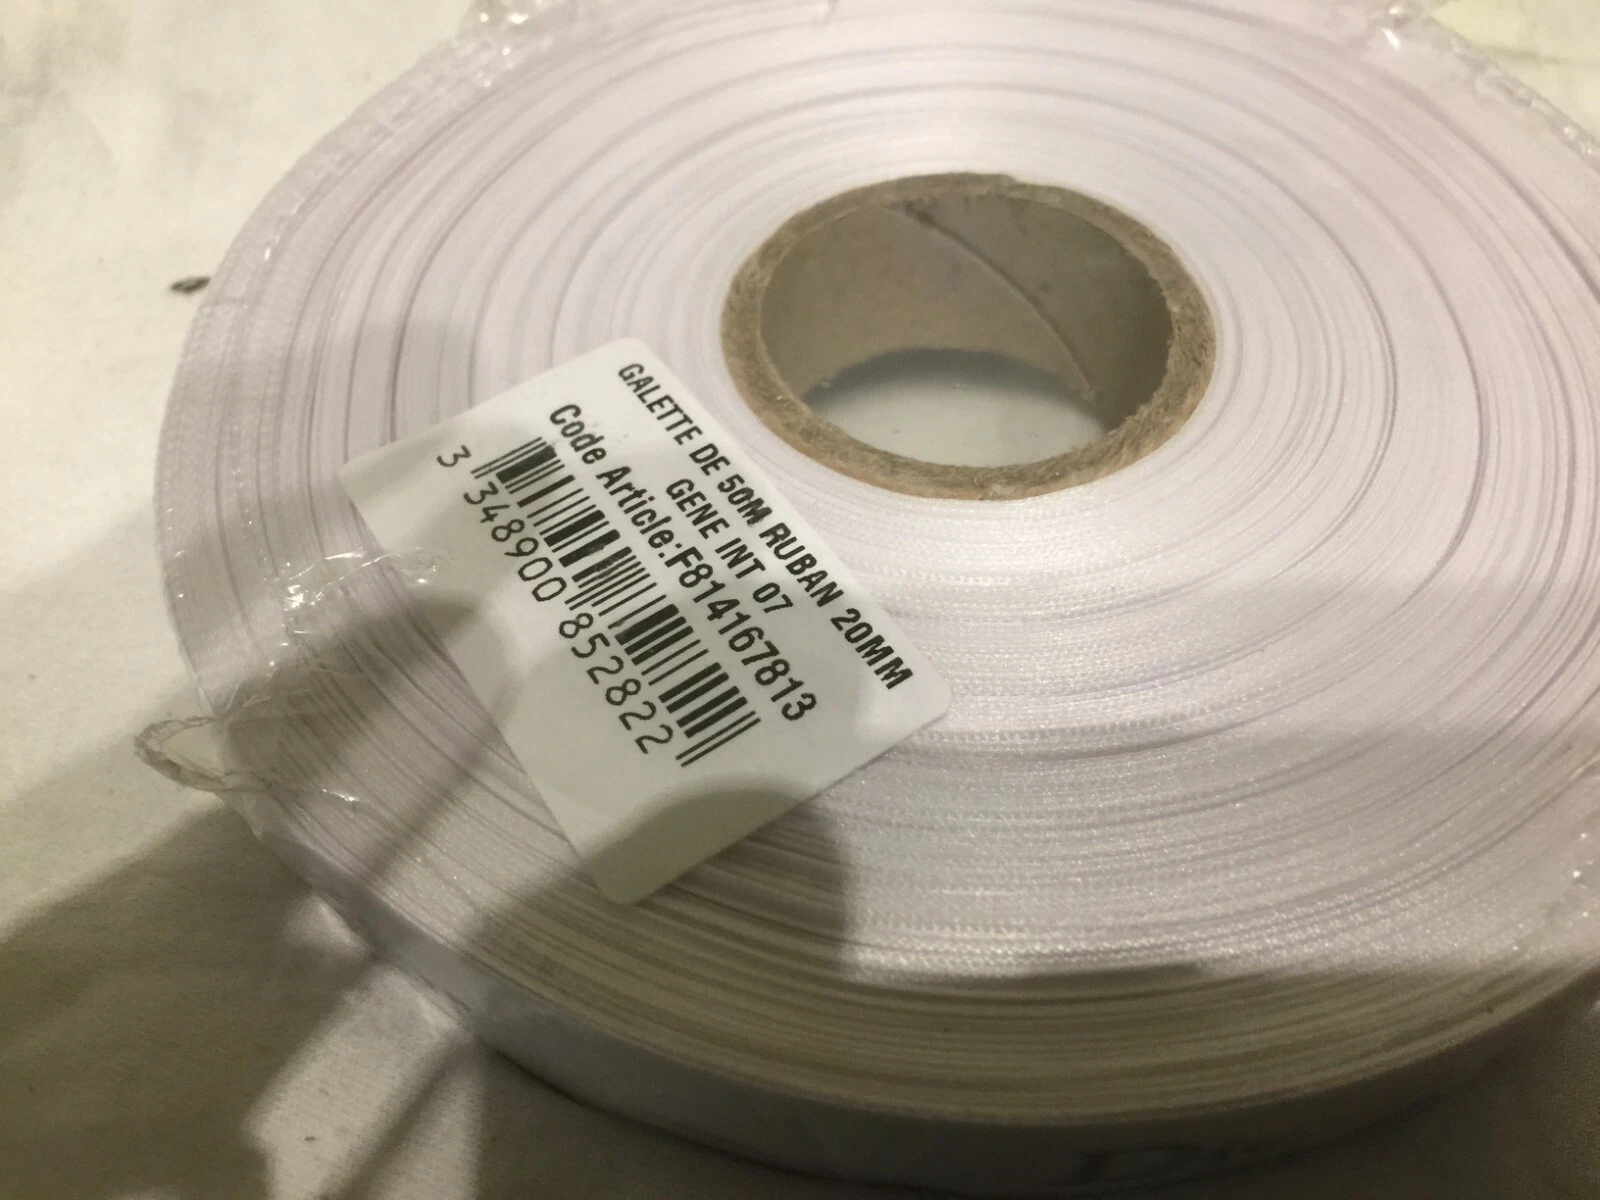 GALETTE DE 50M RUBAN 20MM
GENE INT 07
Code Article:F814167813
3 348900 852822